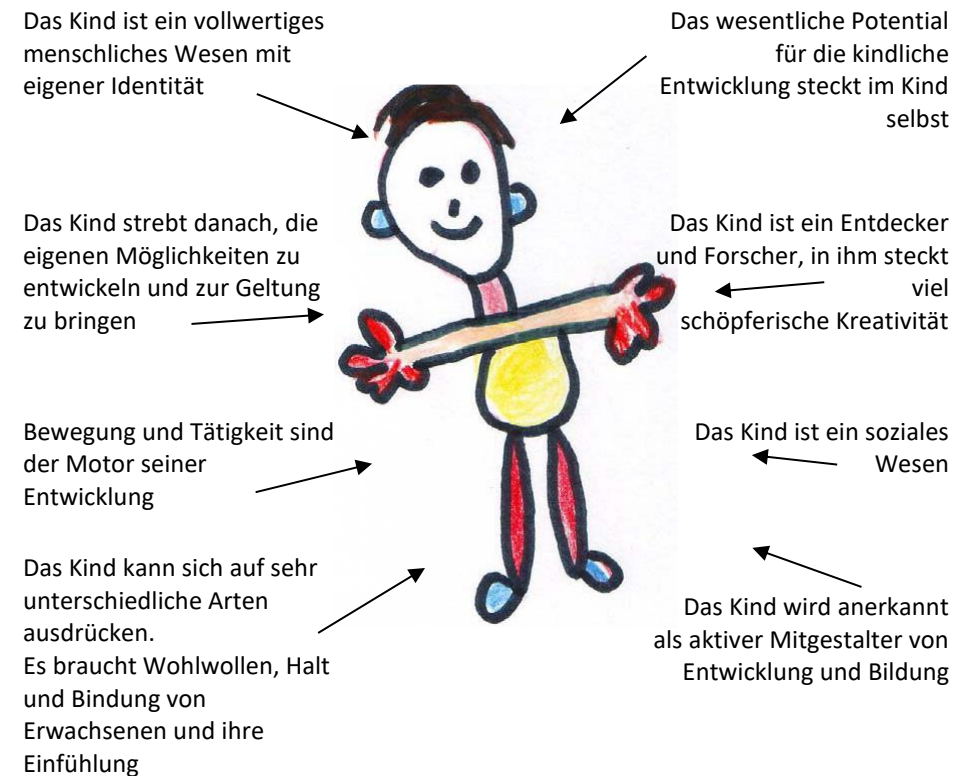 Das Kind ist ein vollwertiges
menschliches Wesen mit
eigener Identität
Das wesentliche Potential
für die kindliche
Entwicklung steckt im Kind
selbst
Das Kind strebt danach, die
eigenen Möglichkeiten zu
entwickeln und zur Geltung
zu bringen
Das Kind ist ein Entdecker
und Forscher, in ihm steckt
viel
schöpferische Kreativität
Bewegung und Tätigkeit sind
der Motor seiner
Entwicklung
Das Kind ist ein soziales
Wesen
Das Kind kann sich auf sehr
unterschiedliche Arten
ausdrücken.
Es braucht Wohlwollen, Halt
und Bindung von
Erwachsenen und ihre
Einfühlung
Das Kind wird anerkannt
als aktiver Mitgestalter von
Entwicklung und Bildung